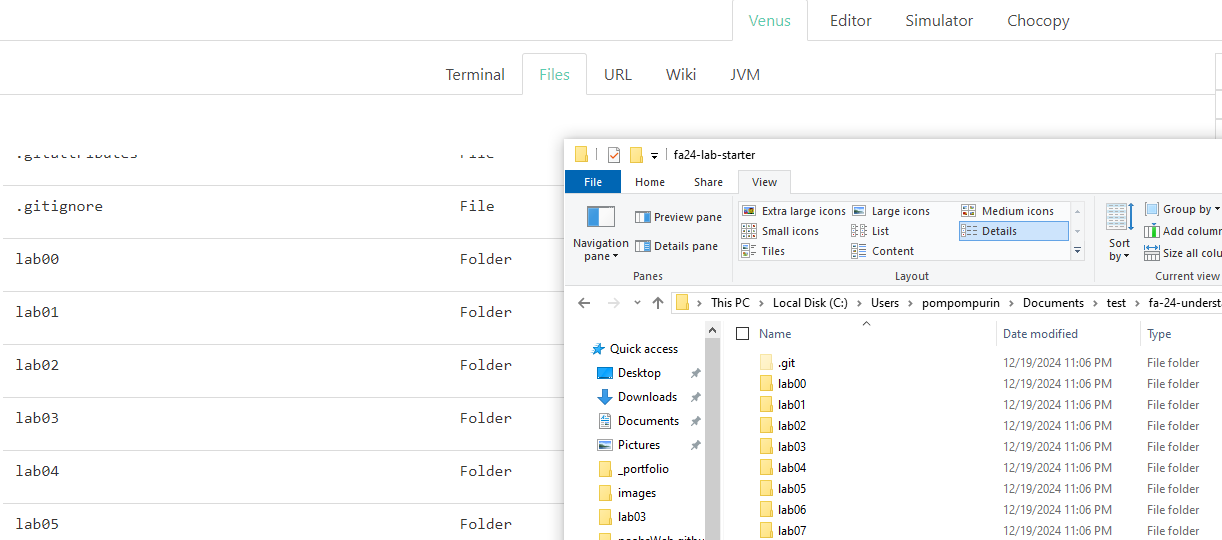 Venus Editor Simulator Chocopy
Terminal Files URL Wiki JVM
.gitattributes File
.gitignore File
lab00 Folder
lab01 Folder
lab02 Folder
lab03 Folder
lab04 Folder
lab05 Folder
fa24-lab-starter
File Home Share View
Navigation pane
Preview pane
Details pane
Panes
Extra large icons Large icons Medium icons
Small icons List Details
Tiles Content
Layout
Sort by
Group by
Add colum
Size all colu
Current view
This PC > Local Disk (C:) > Users > pompompurin > Documents > test > fa-24-underst
Quick access
Desktop
Downloads
Documents
Pictures
_portfolio
images
lab03
Name Date modified Type
.git 12/19/2024 11:06 PM File folder
lab00 12/19/2024 11:06 PM File folder
lab01 12/19/2024 11:06 PM File folder
lab02 12/19/2024 11:06 PM File folder
lab03 12/19/2024 11:06 PM File folder
lab04 12/19/2024 11:06 PM File folder
lab05 12/19/2024 11:06 PM File folder
lab06 12/19/2024 11:06 PM File folder
lab07 12/19/2024 11:06 PM File folder